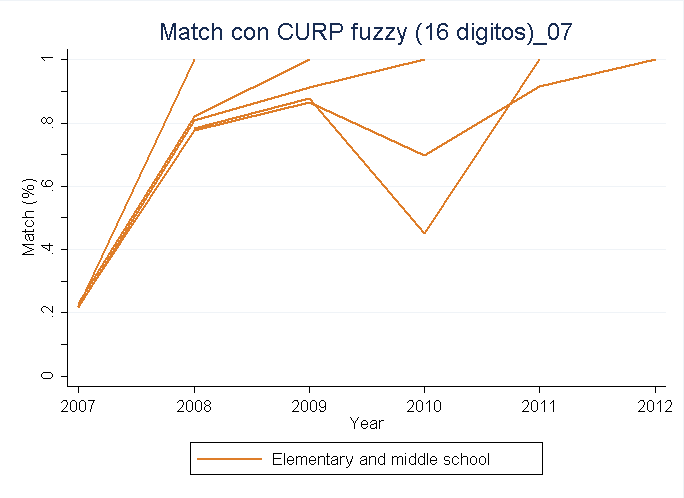 Match con CURP fuzzy (16 digitos)_07
Match (%)
1
.8
.6
.4
.2
0
2007 2008 2009 2010 2011 2012
Year
Elementary and middle school